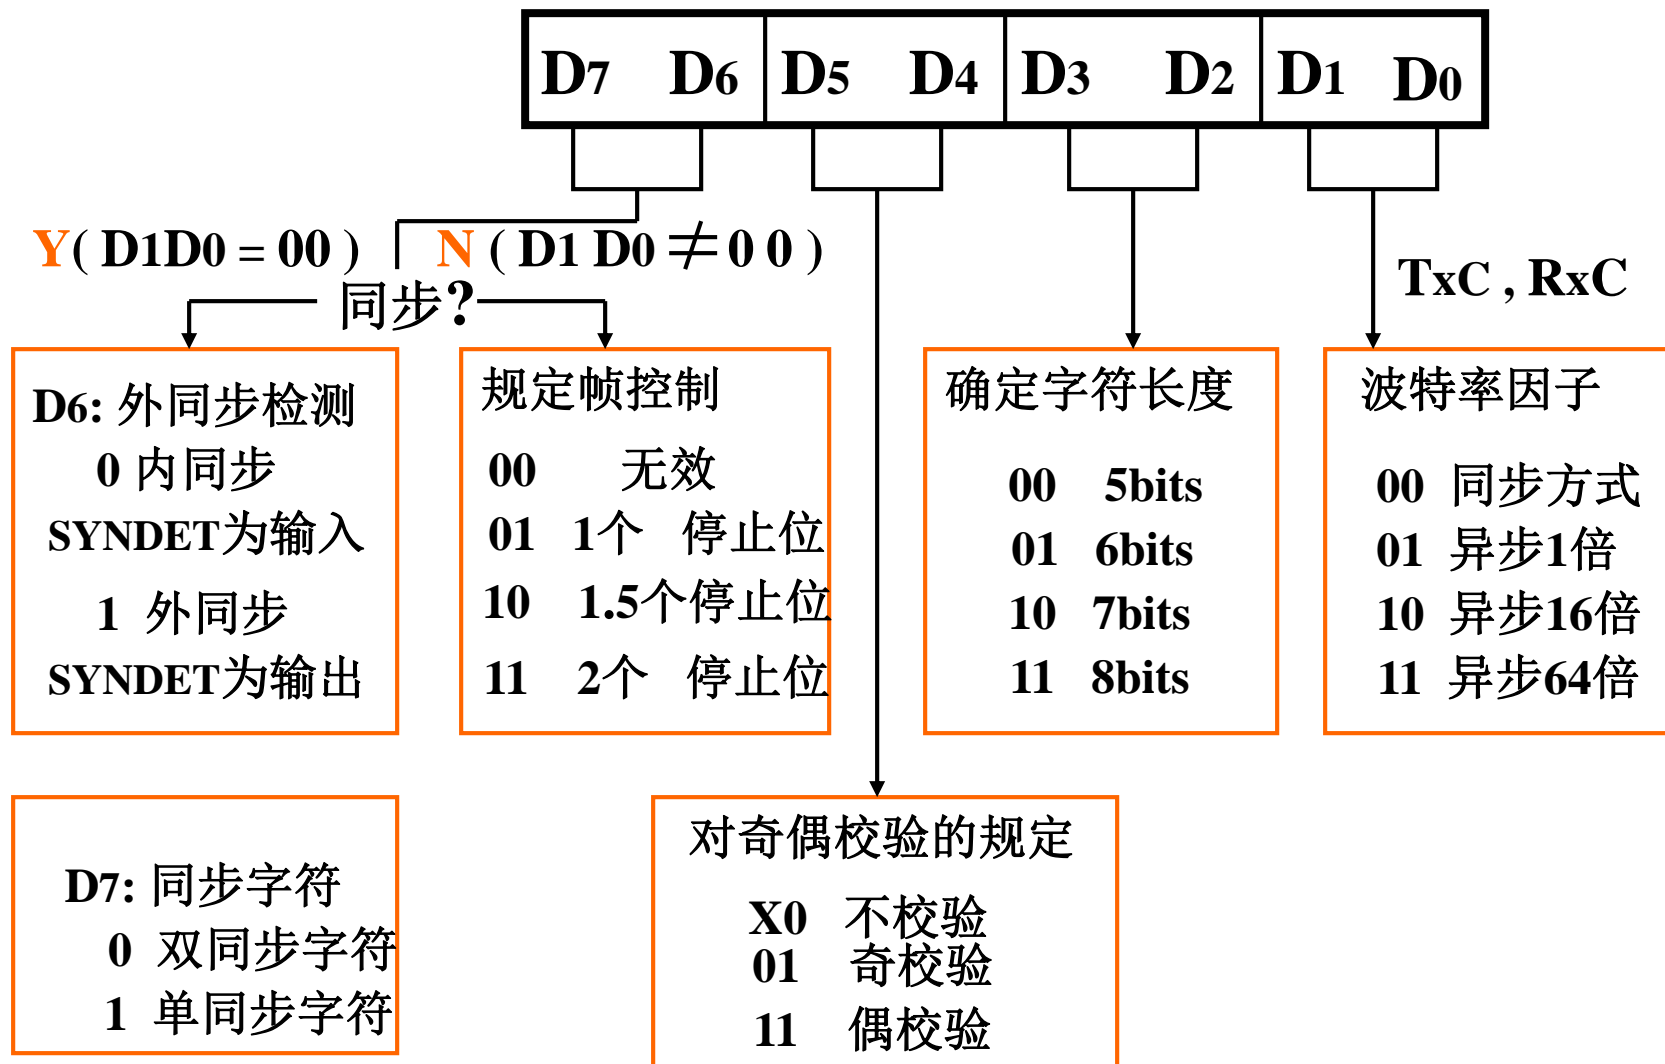 D7 D6 D5 D4 D3 D2 D1 D0
Y( D1D0 = 00 ) N ( D1 D0 ≠ 0 0 )
同步?
TxC , RxC
D6: 外同步检测
0 内同步
SYNDET为输入
1 外同步
SYNDET为输出
规定帧控制
00 无效
01 1个 停止位
10 1.5个停止位
11 2个 停止位
确定字符长度
00 5bits
01 6bits
10 7bits
11 8bits
波特率因子
00 同步方式
01 异步1倍
10 异步16倍
11 异步64倍
D7: 同步字符
0 双同步字符
1 单同步字符
对奇偶校验的规定
X0 不校验
01 奇校验
11 偶校验